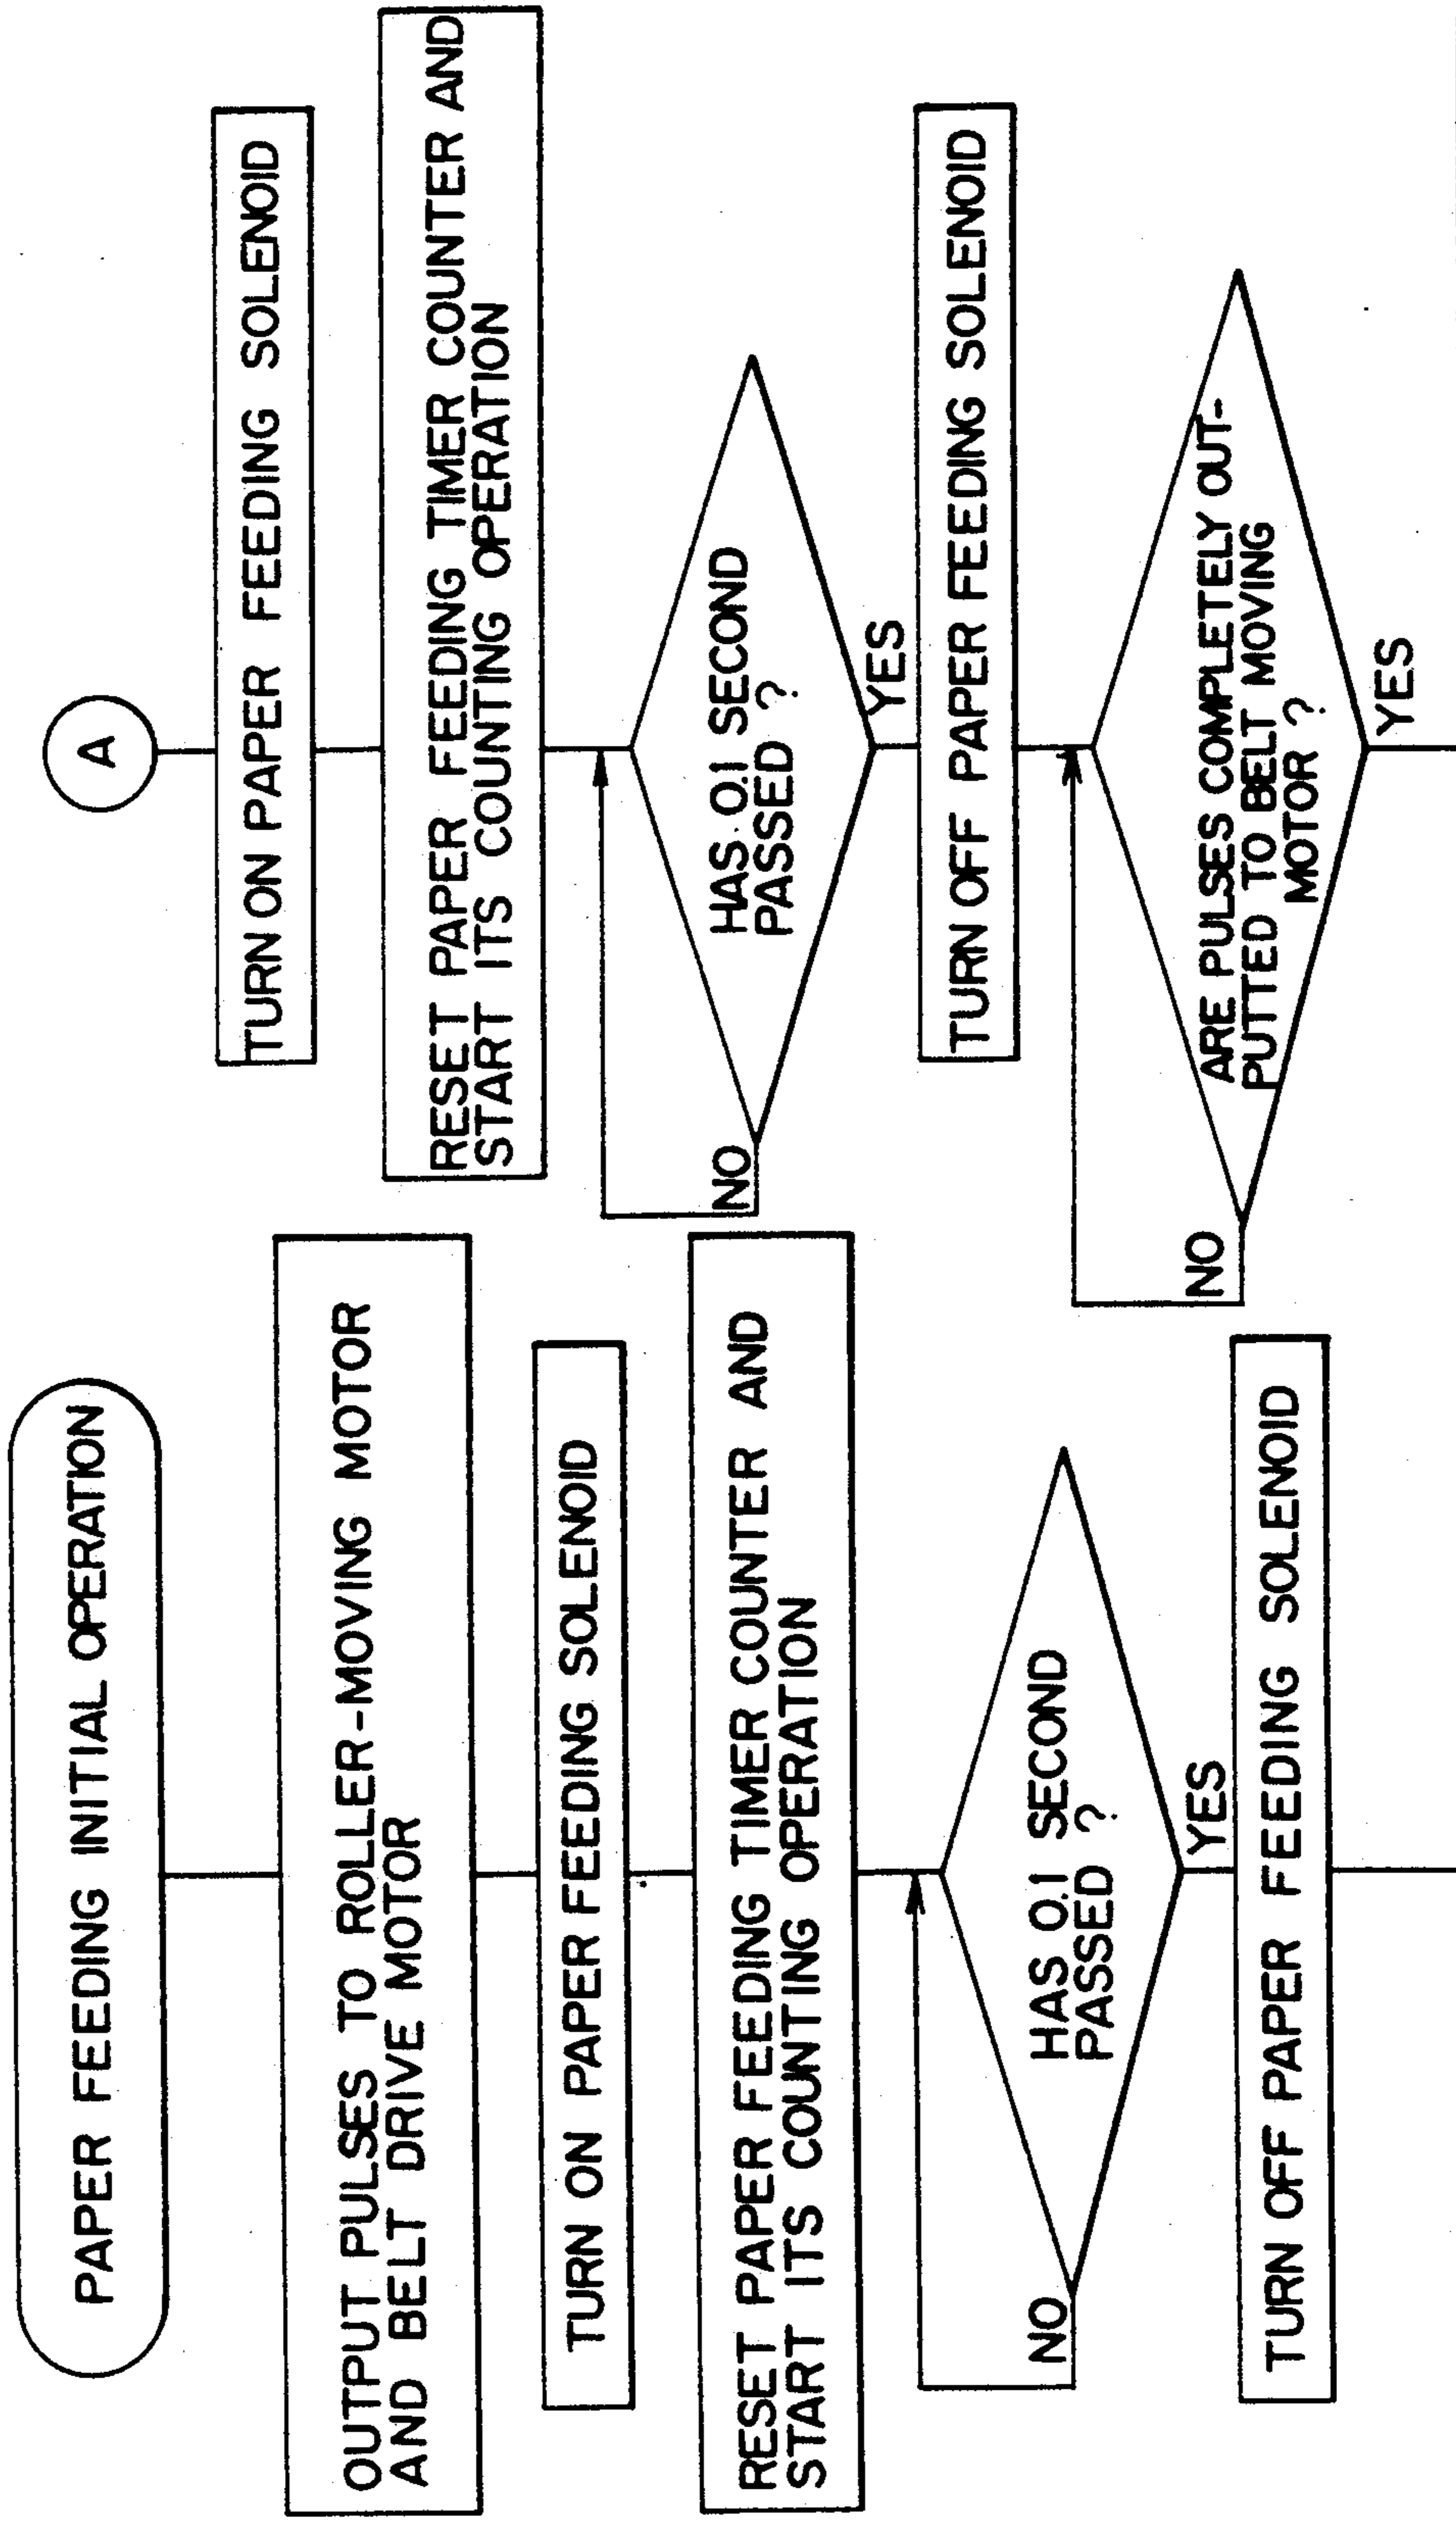 PAPER FEEDING INITIAL OPERATION
OUTPUT PULSES TO ROLLER-MOVING MOTOR
AND BELT DRIVE MOTOR
TURN ON PAPER FEEDING SOLENOID
RESET PAPER FEEDING TIMER COUNTER AND
START ITS COUNTING OPERATION
HAS 0.1 SECOND
PASSED ?
NO
YES
TURN OFF PAPER FEEDING SOLENOID
A
TURN ON PAPER FEEDING SOLENOID
RESET PAPER FEEDING TIMER COUNTER AND
START ITS COUNTING OPERATION
HAS 0.1 SECOND
PASSED ?
NO
YES
TURN OFF PAPER FEEDING SOLENOID
ARE PULSES COMPLETELY OUT-
PUTTED TO BELT MOVING
MOTOR ?
NO
YES